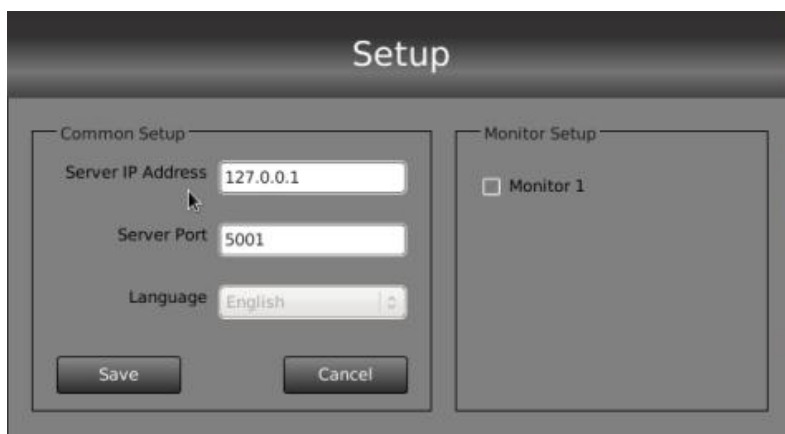 Setup
Common Setup
Server IP Address 127.0.0.1
Server Port 5001
Language English
Save Cancel
Monitor Setup
Monitor 1